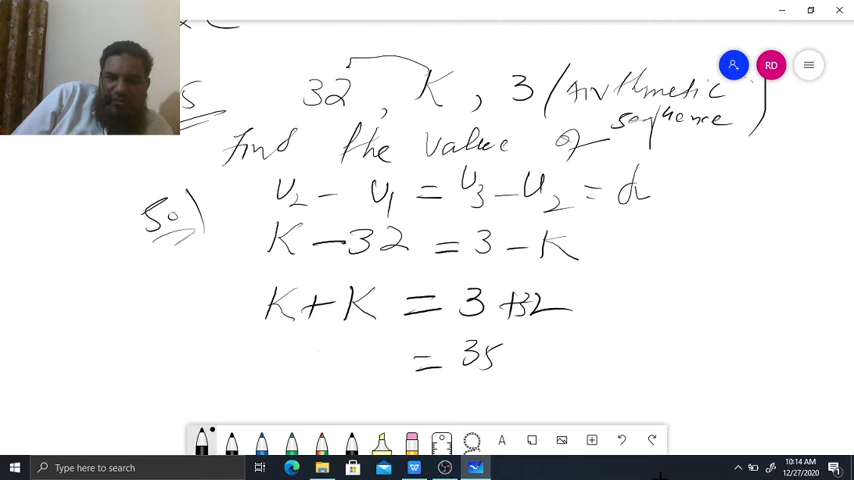 32, K, 3 (arithmetic sequence)
find the value of
Sol
U2 - U1 = U3 - U2 = d
K - 32 = 3 - K
K + K = 3 + 32
= 35
RD
A
Type here to search
10:14 AM
12/27/2020